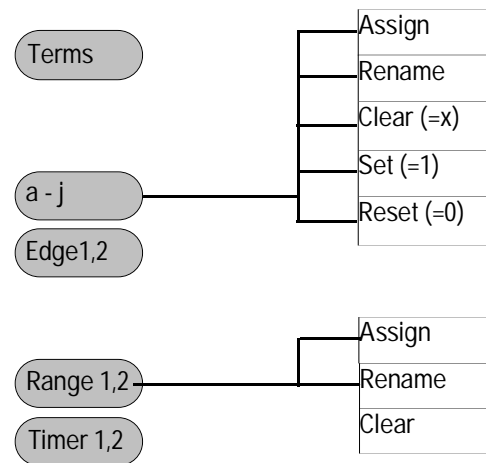 Terms
a - j
Edge1,2
Assign
Rename
Clear (=x)
Set (=1)
Reset (=0)
Range 1,2
Timer 1,2
Assign
Rename
Clear